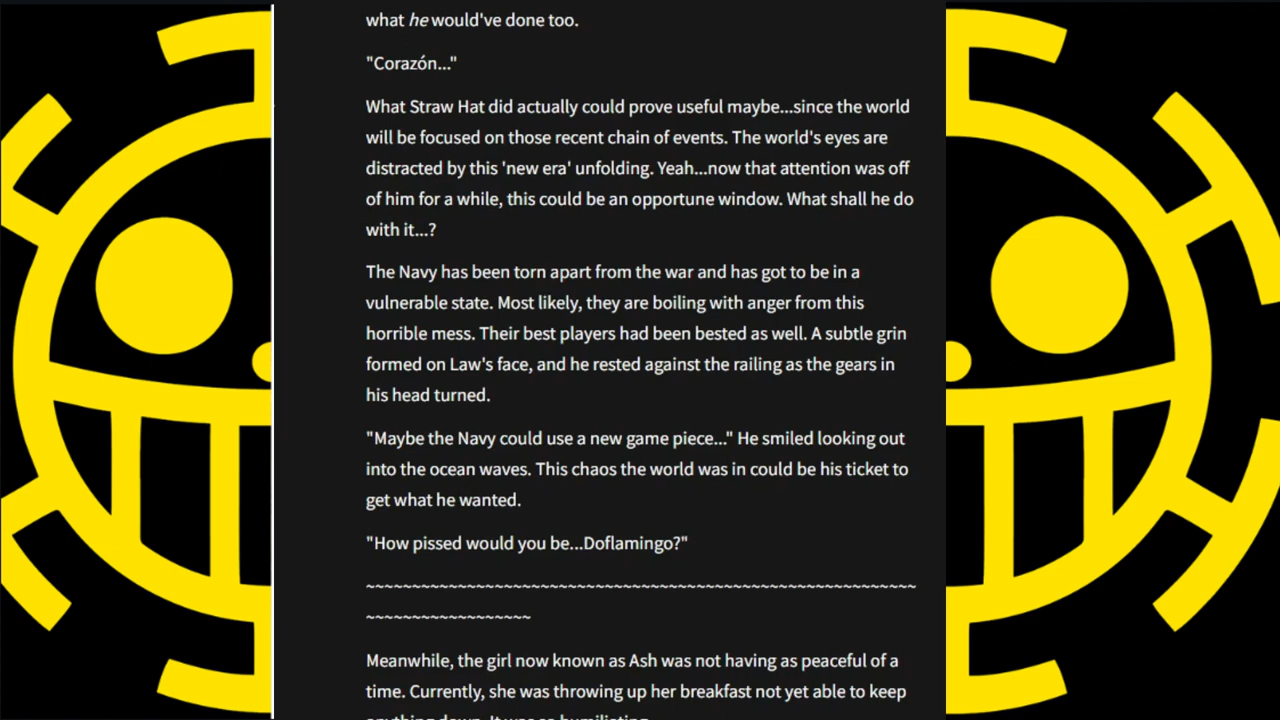 what he would've done too.
"Corazón..."
What Straw Hat did actually could prove useful maybe...since the world
will be focused on those recent chain of events. The world's eyes are
distracted by this 'new era' unfolding. Yeah...now that attention was off
of him for a while, this could be an opportune window. What shall he do
with it...?
The Navy has been torn apart from the war and has got to be in a
vulnerable state. Most likely, they are boiling with anger from this
horrible mess. Their best players had been bested as well. A subtle grin
formed on Law's face, and he rested against the railing as the gears in
his head turned.
"Maybe the Navy could use a new game piece..." He smiled looking out
into the ocean waves. This chaos the world was in could be his ticket to
get what he wanted.
"How pissed would you be...Doflamingo?"
~~~~~~~~~~~~~~~~~~~~~~~~~~~~~~~~~~~~~~~~~~~~~~~~~~~~~~~~~~~~
~~~~~~~~~~~~~~~~~~
Meanwhile, the girl now known as Ash was not having as peaceful of a
time. Currently, she was throwing up her breakfast not yet able to keep
anything down. It was so humiliating.